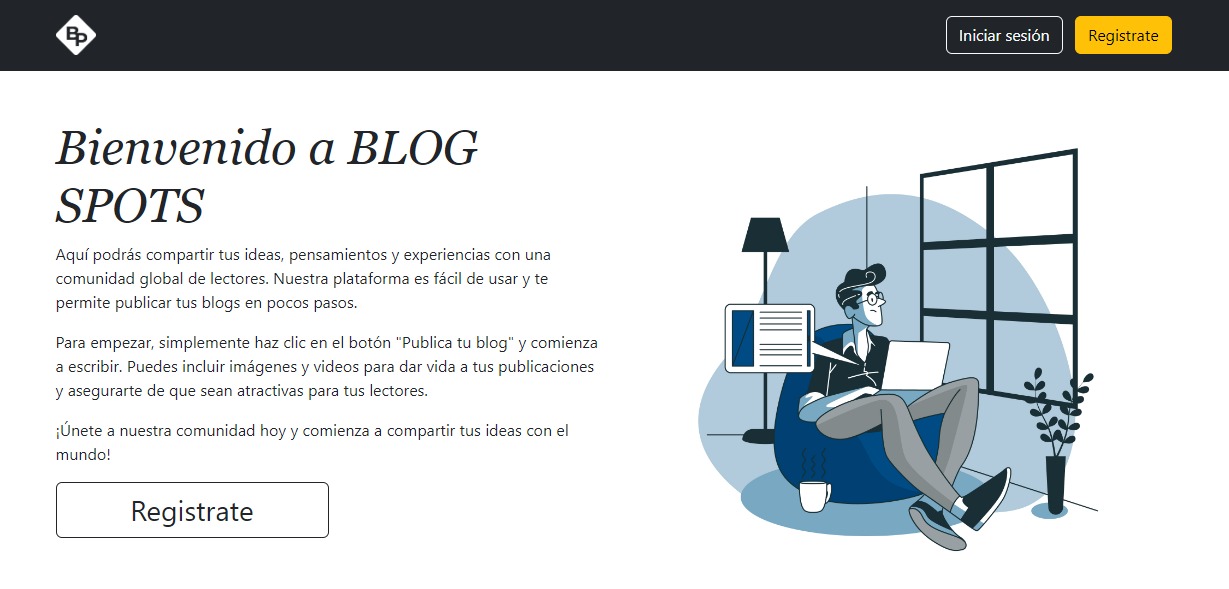 BP
Iniciar sesión
Registrate
Bienvenido a BLOG
SPOTS
Aquí podrás compartir tus ideas, pensamientos y experiencias con una
comunidad global de lectores. Nuestra plataforma es fácil de usar y te
permite publicar tus blogs en pocos pasos.
Para empezar, simplemente haz clic en el botón "Publica tu blog" y comienza
a escribir. Puedes incluir imágenes y videos para dar vida a tus publicaciones
y asegurarte de que sean atractivas para tus lectores.
¡Únete a nuestra comunidad hoy y comienza a compartir tus ideas con el
mundo!
Registrate